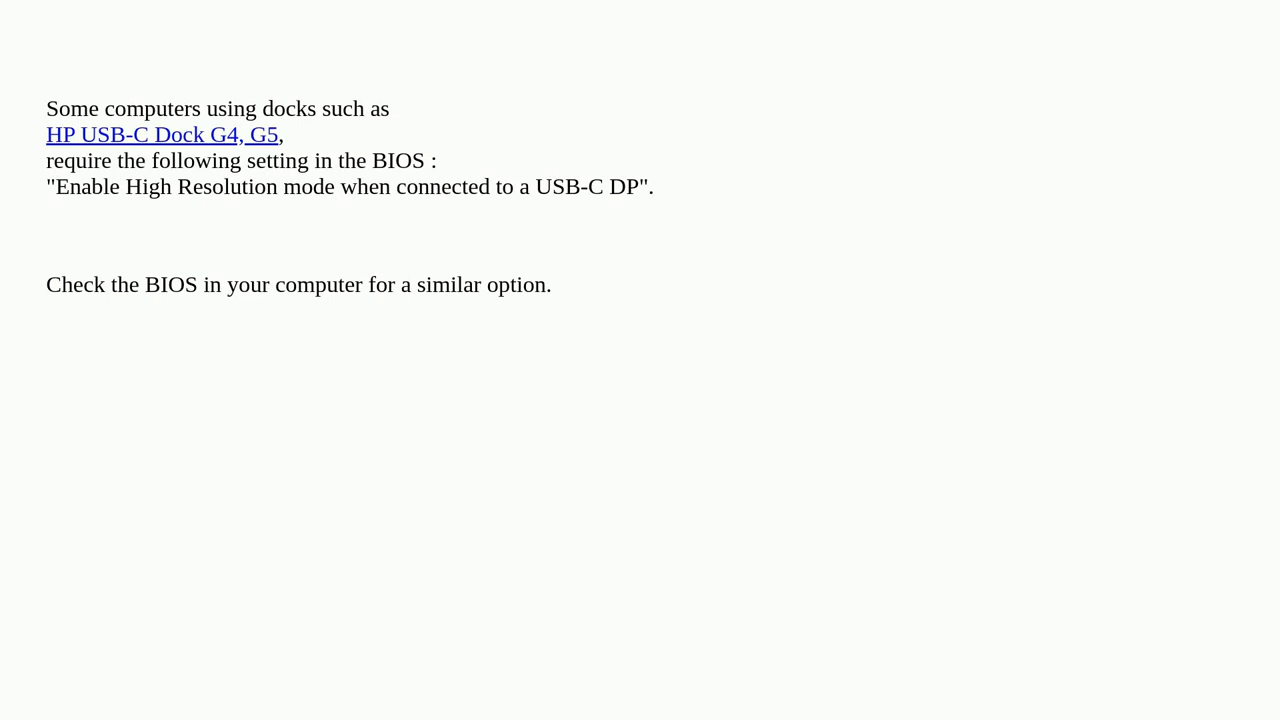 Some computers using docks such as
HP USB-C Dock G4, G5,
require the following setting in the BIOS :
"Enable High Resolution mode when connected to a USB-C DP".
Check the BIOS in your computer for a similar option.